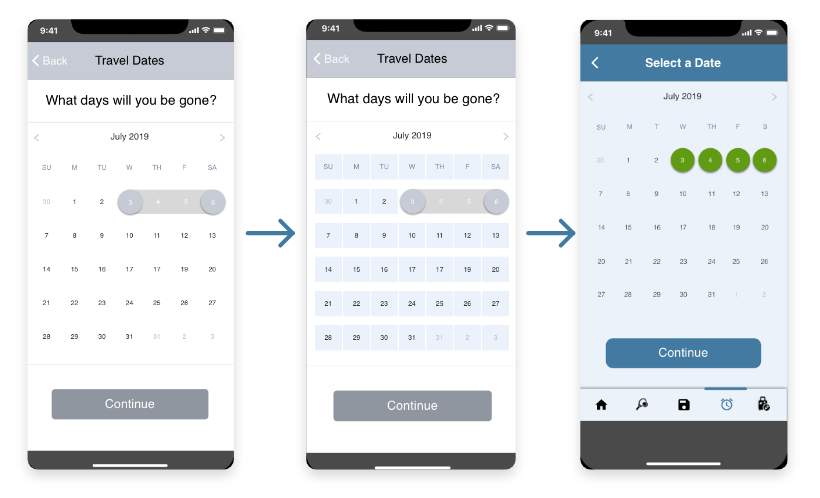 9:41
Back
Travel Dates
What days will you be gone?
July 2019
SU M TU W TH F SA
30 1 2 3 4 5 6
7 8 9 10 11 12 13
14 15 16 17 17 19 20
21 22 23 24 25 26 27
28 29 30 31 31 2 3
Continue
9:41
Back
Travel Dates
What days will you be gone?
July 2019
SU M TU W TH F SA
30 1 2 3 4 5 6
7 8 9 10 11 12 13
14 15 16 17 17 19 20
21 22 23 24 25 26 27
28 29 30 31 31 2 3
Continue
9:41
Select a Date
July 2019
SU M T W TH F S
30 1 2 3 4 5 6
7 8 9 10 11 12 13
14 15 16 17 18 19 20
20 21 22 23 24 25 26
27 28 29 30 31 1 2
Continue